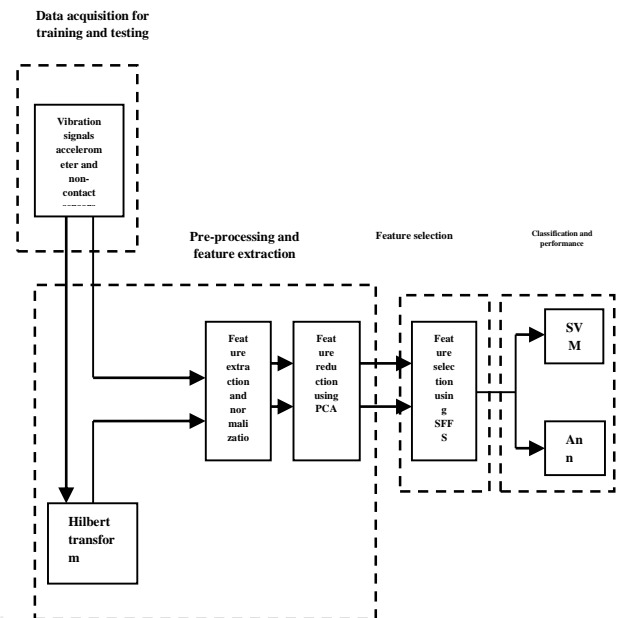 Data acquisition for
training and testing
Vibration
signals
accelerom
eter and
non-
contact
Pre-processing and
feature extraction
Feature selection
Classification and
performance
Feat
ure
extra
ction
and
nor
mali
zatio
Feat
ure
redu
ction
using
PCA
Feat
ure
selec
tion
usin
g
SFF
S
SV
M
An
n
Hilbert
transfor
m